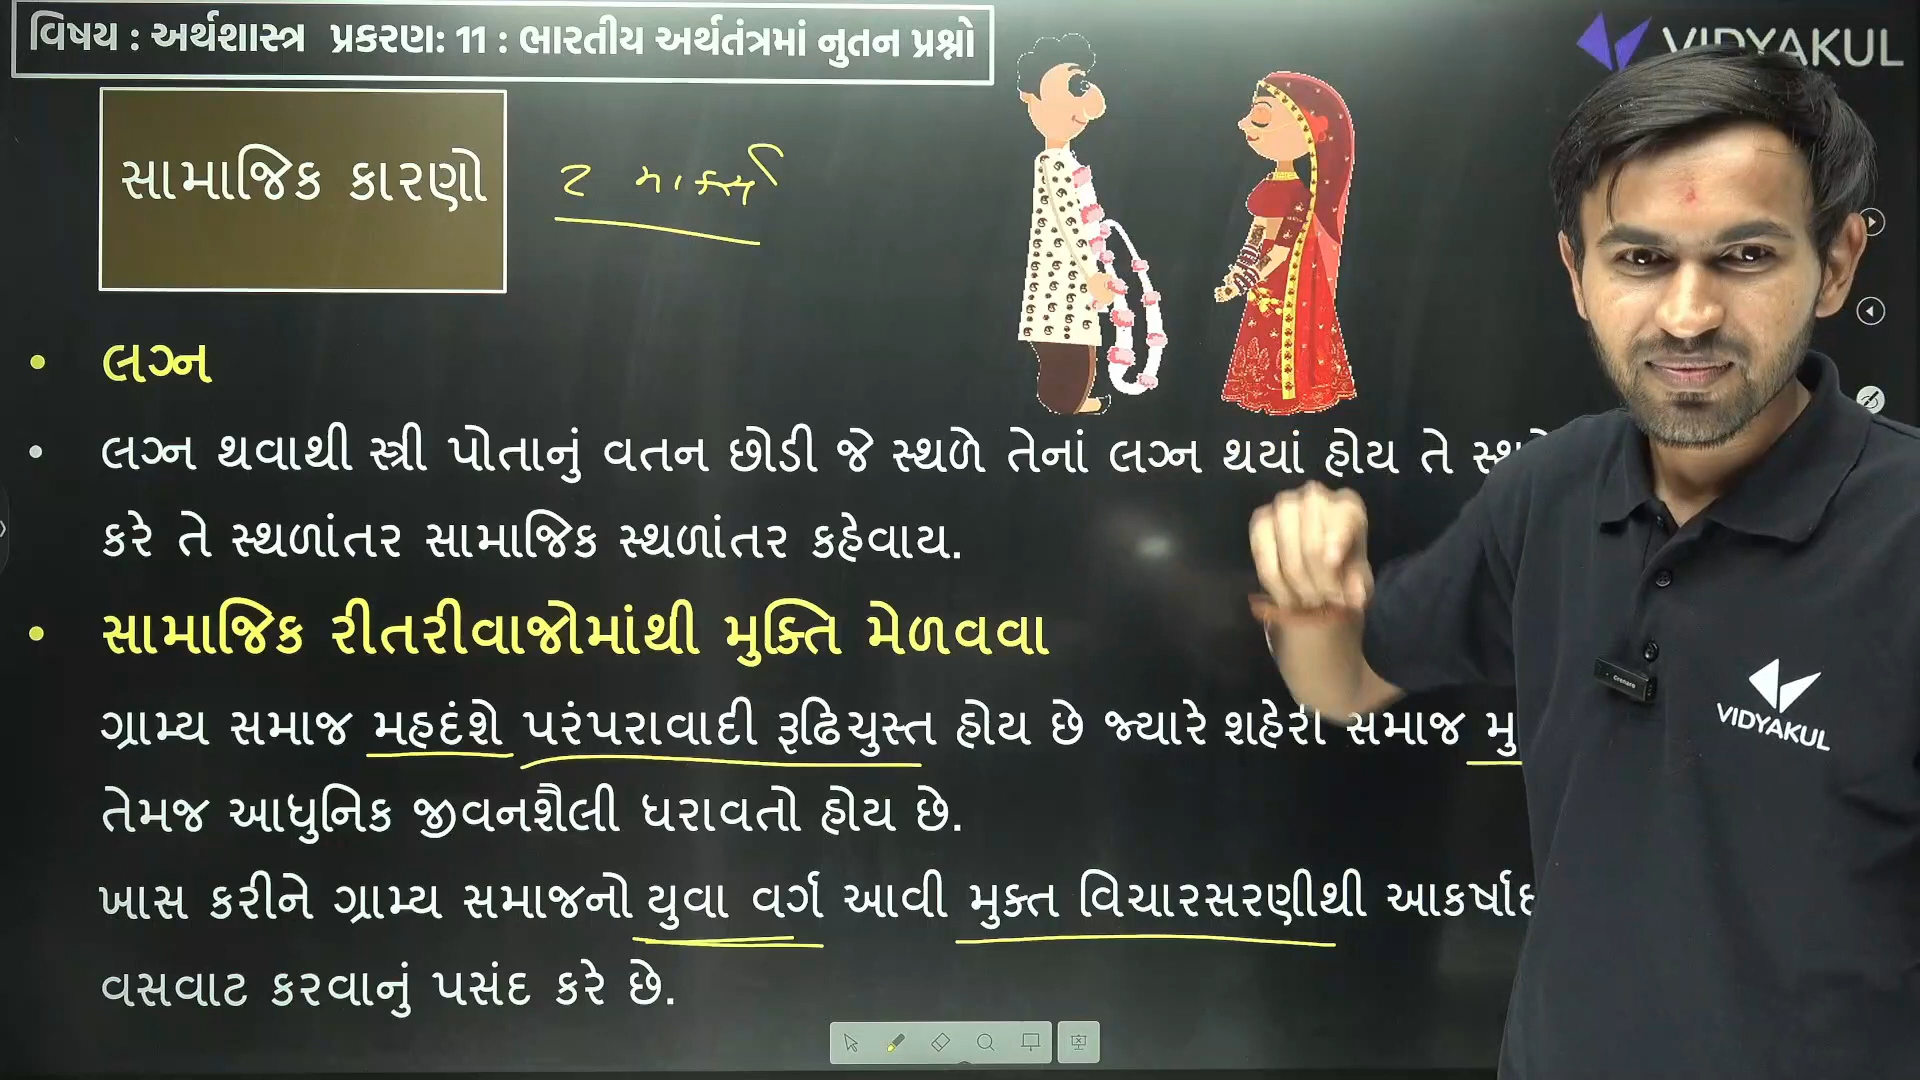 વિષય : અર્થશાસ્ત્ર પ્રકરણ: 11 : ભારતીય અર્થતંત્રમાં નુતન પ્રશ્નો
VIDYAKUL
સામાજિક કારણો
2 માર્ક્સ
• લગ્ન
• લગ્ન થવાથી સ્ત્રી પોતાનું વતન છોડી જે સ્થળે તેનાં લગ્ન થયાં હોય તે
કરે તે સ્થળાંતર સામાજિક સ્થળાંતર કહેવાય.
• સામાજિક રીતરીવાજોમાંથી મુક્તિ મેળવવા
ગ્રામ્ય સમાજ મહદંશે પરંપરાવાદી રૂઢિચુસ્ત હોય છે જ્યારે શહેરી સમાજ
તેમજ આધુનિક જીવનશૈલી ધરાવતો હોય છે.
ખાસ કરીને ગ્રામ્ય સમાજનો યુવા વર્ગ આવી મુક્ત વિચારસરણીથી
વસવાટ કરવાનું પસંદ કરે છે.
VIDYAKUL